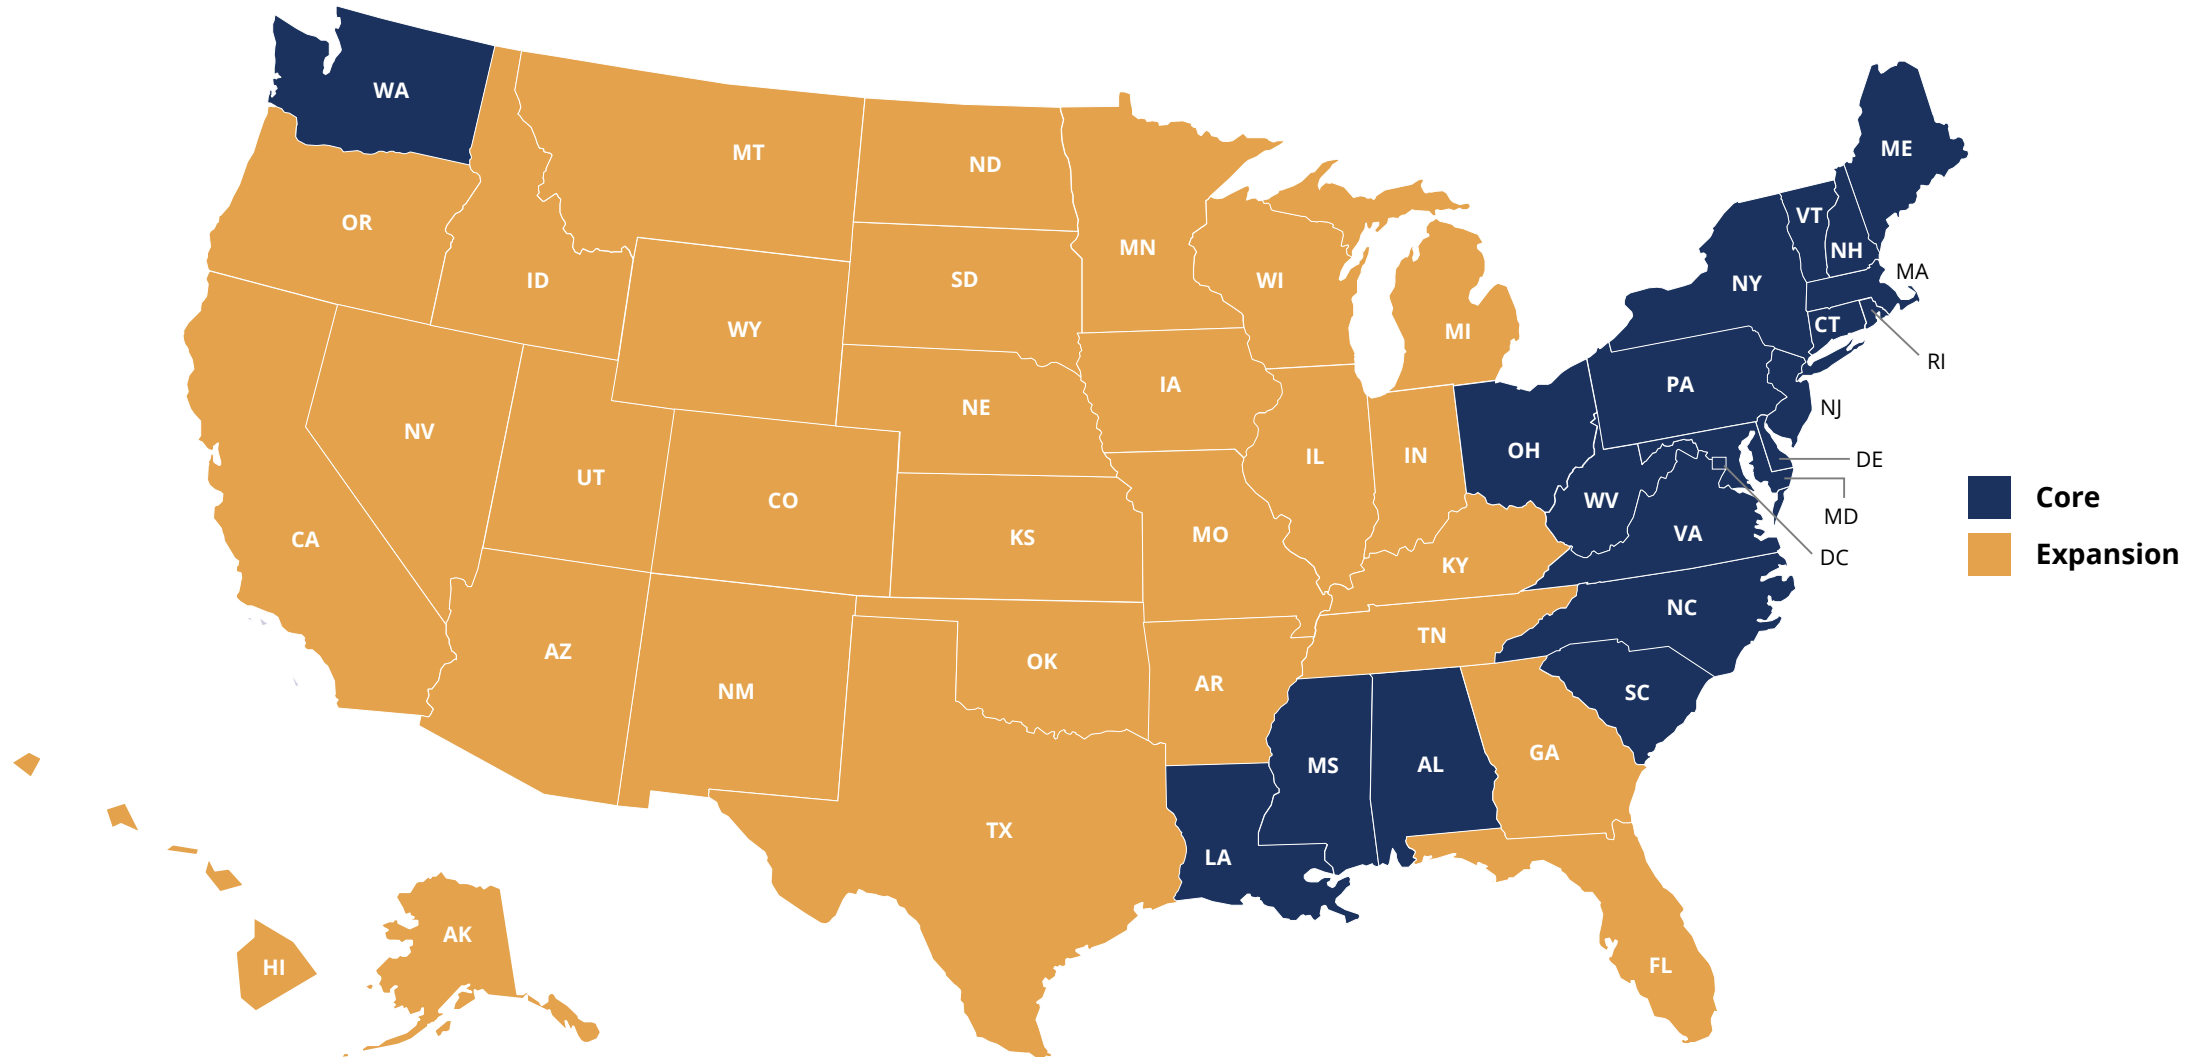 WA
ME
MT
ND
VT
OR
MN
NH
MA
ID
SD
WI
NY
WY
MI
CT
RI
IA
PA
NE
NJ
NV
OH
IL
IN
DE
UT
CO
WV
Core
MD
CA
KS
MO
VA
DC
Expansion
KY
NC
TN
AZ
OK
NM
AR
SC
GA
MS
AL
TX
LA
AK
HI
FL